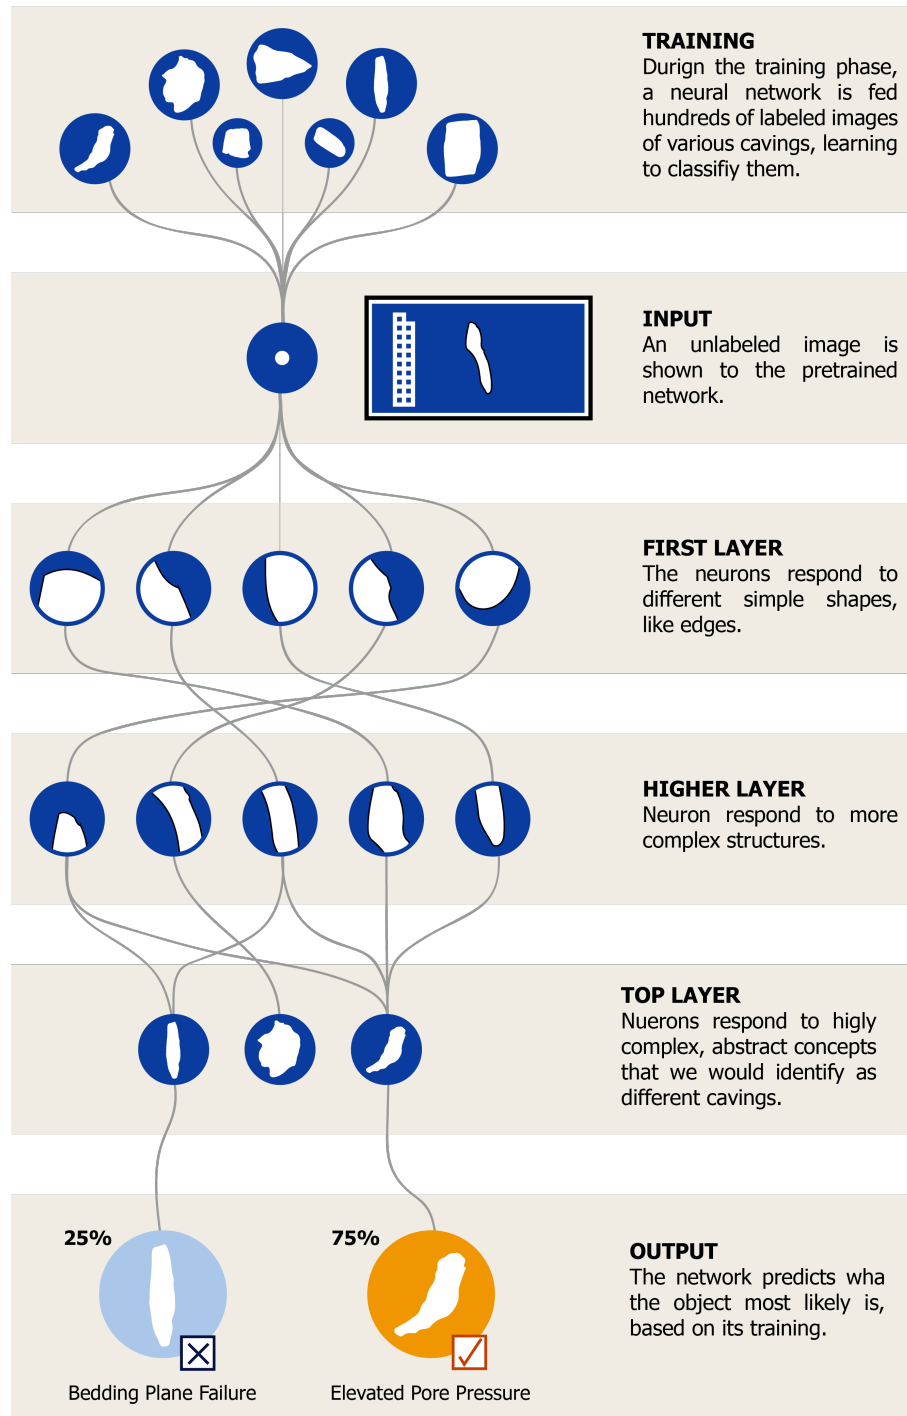 TRAINING
Durign the training phase,
a neural network is fed
hundreds of labeled images
of various cavings, learning
to classifiy them.
INPUT
An unlabeled image is
shown to the pretrained
network.
FIRST LAYER
The neurons respond to
different simple shapes,
like edges.
HIGHER LAYER
Neuron respond to more
complex structures.
TOP LAYER
Nuerons respond to higly
complex, abstract concepts
that we would identify as
different cavings.
25%
75%
OUTPUT
The network predicts wha
the object most likely is,
based on its training.
Bedding Plane Failure
Elevated Pore Pressure